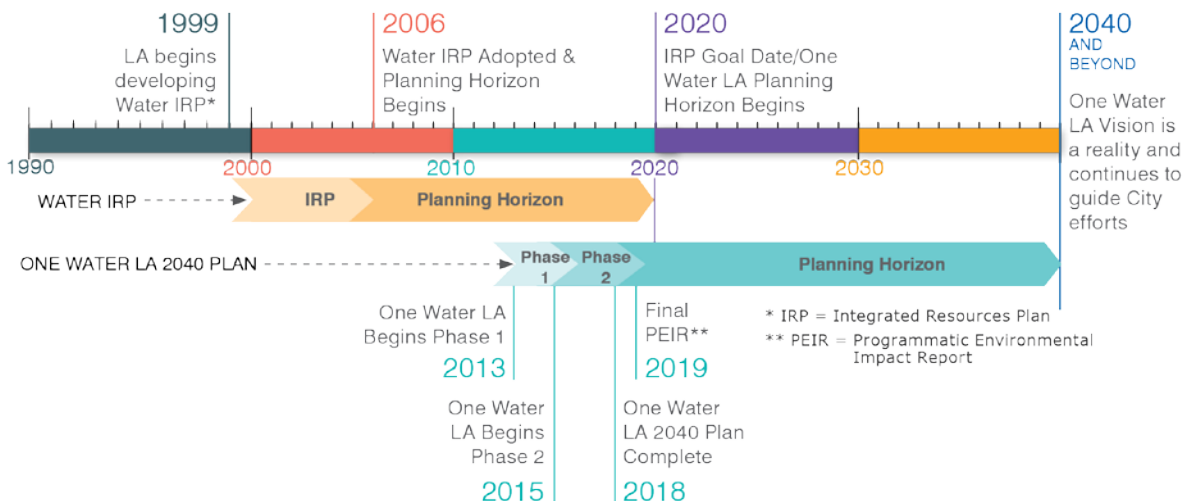 1999
LA begins
developing
Water IRP*
2006
Water IRP Adopted &
Planning Horizon
Begins
2020
IRP Goal Date/One
Water LA Planning
Horizon Begins
2040
AND
BEYOND
One Water
LA Vision is
a reality and
continues to
guide City
efforts
1990
2000
2010
2020
2030
WATER IRP
IRP
Planning Horizon
ONE WATER LA 2040 PLAN
Phase
1
Phase
2
Planning Horizon
One Water LA
Begins Phase 1
2013
Final
PEIR**
2019
* IRP = Integrated Resources Plan
** PEIR = Programmatic Environmental
Impact Report
One Water
LA Begins
Phase 2
2015
One Water
LA 2040 Plan
Complete
2018